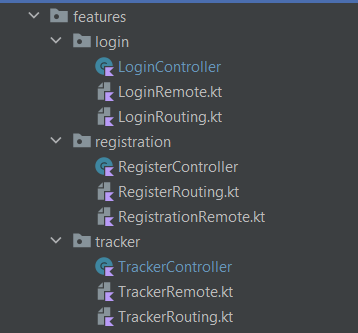 features
login
LoginController
LoginRemote.kt
LoginRouting.kt
registration
RegisterController
RegisterRouting.kt
RegistrationRemote.kt
tracker
TrackerController
TrackerRemote.kt
TrackerRouting.kt